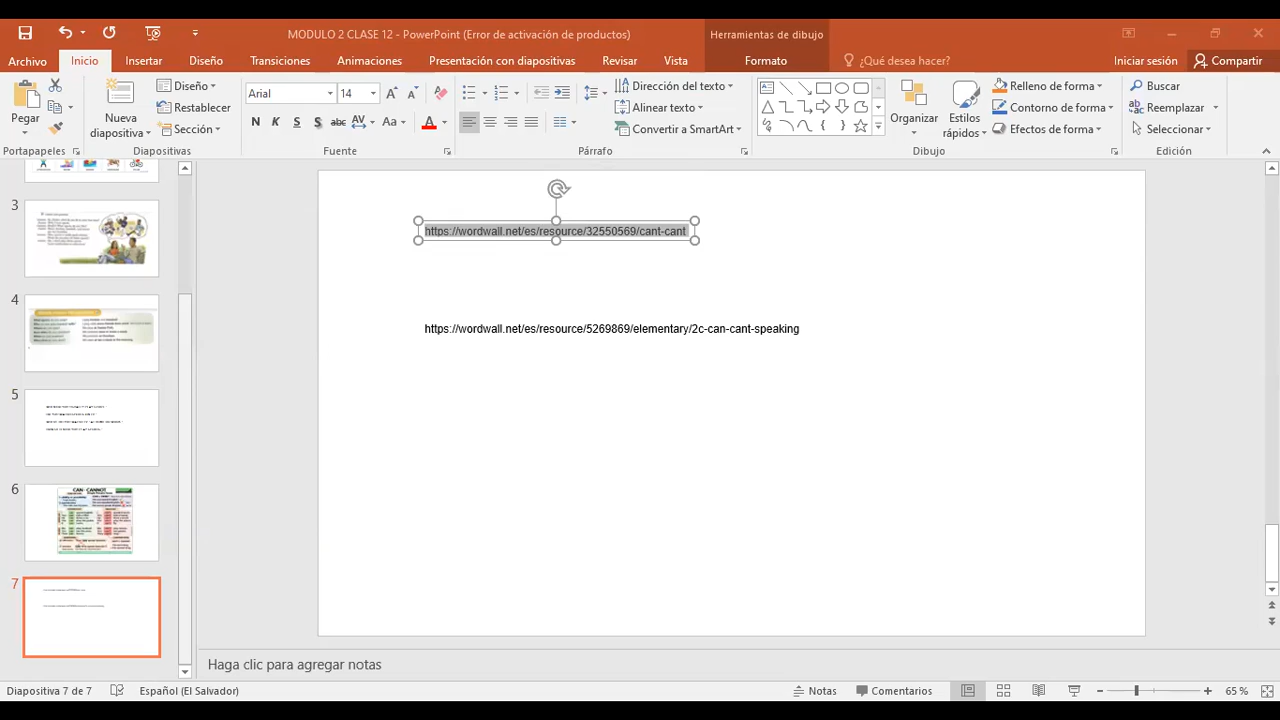 MODULO 2 CLASE 12 - PowerPoint (Error de activación de productos)
Herramientas de dibujo
Archivo Inicio Insertar Diseño Transiciones Animaciones Presentación con diapositivas Revisar Vista Formato ¿Qué desea hacer? Iniciar sesión Compartir
Pegar
Nueva diapositiva
Diseño
Restablecer
Sección
Arial 14
N K S S abc AV Aa A
Dirección del texto
Alinear texto
Convertir a SmartArt
Organizar
Estilos rápidos
Relleno de forma
Contorno de forma
Efectos de forma
Buscar
Reemplazar
Seleccionar
Portapapeles Diapositivas Fuente Párrafo Dibujo Edición
3
4
5
6
CAN - CANNOT
7
https://wordwall.net/es/resource/32550569/cant-cant
https://wordwall.net/es/resource/5269869/elementary/2c-can-cant-speaking
Haga clic para agregar notas
Diapositiva 7 de 7 Español (El Salvador) Notas Comentarios 65 %